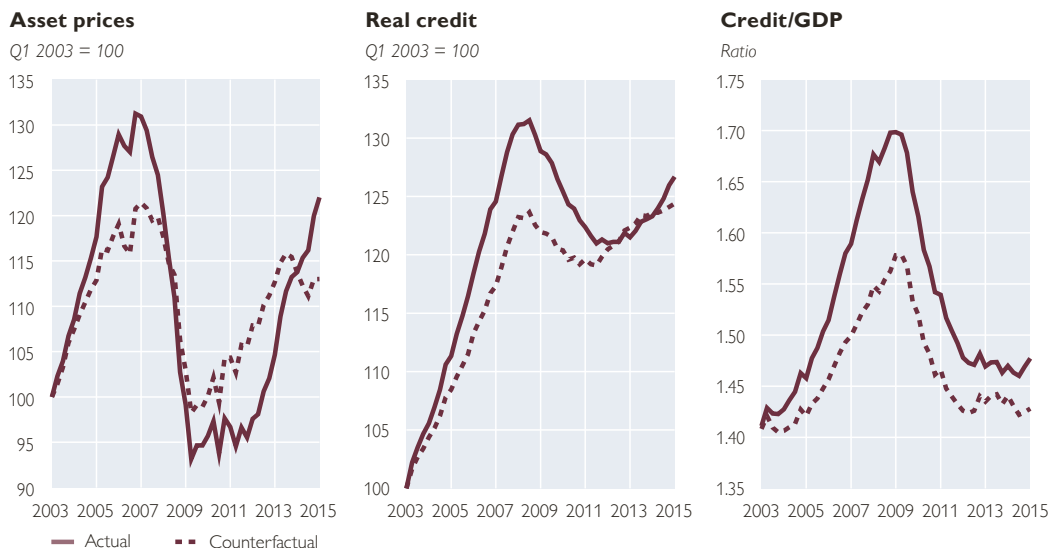 Asset prices
Q1 2003 = 100
135
130
125
120
115
110
105
100
95
90
2003 2005 2007 2009 2011 2013 2015
Real credit
Q1 2003 = 100
135
130
125
120
115
110
105
100
2003 2005 2007 2009 2011 2013 2015
Credit/GDP
Ratio
1.75
1.70
1.65
1.60
1.55
1.50
1.45
1.40
1.35
2003 2005 2007 2009 2011 2013 2015
Actual Counterfactual